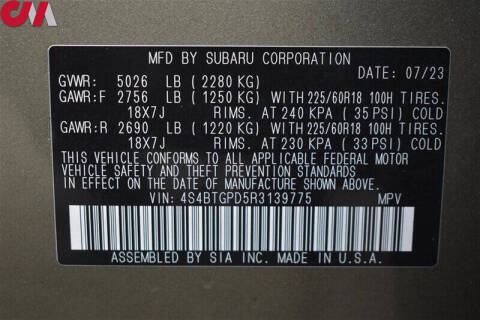 CM
MFD BY SUBARU CORPORATION
DATE: 07/23
GVWR: 5026 LB (2280 KG)
GAWR:F 2756 LB (1250 KG) WITH 225/60R18 100H TIRES.
18X7J RIMS. AT 240 KPA ( 35 PSI) COLD
GAWR:R 2690 LB (1220 KG) WITH 225/60R18 100H TIRES.
18X7J RIMS. AT 230 KPA ( 33 PSI) COLD
THIS VEHICLE CONFORMS TO ALL APPLICABLE FEDERAL MOTOR
VEHICLE SAFETY AND THEFT PREVENTION STANDARDS
IN EFFECT ON THE DATE OF MANUFACTURE SHOWN ABOVE.
VIN: 4S4BTGPD5R3139775 MPV
ASSEMBLED BY SIA INC. MADE IN U.S.A.